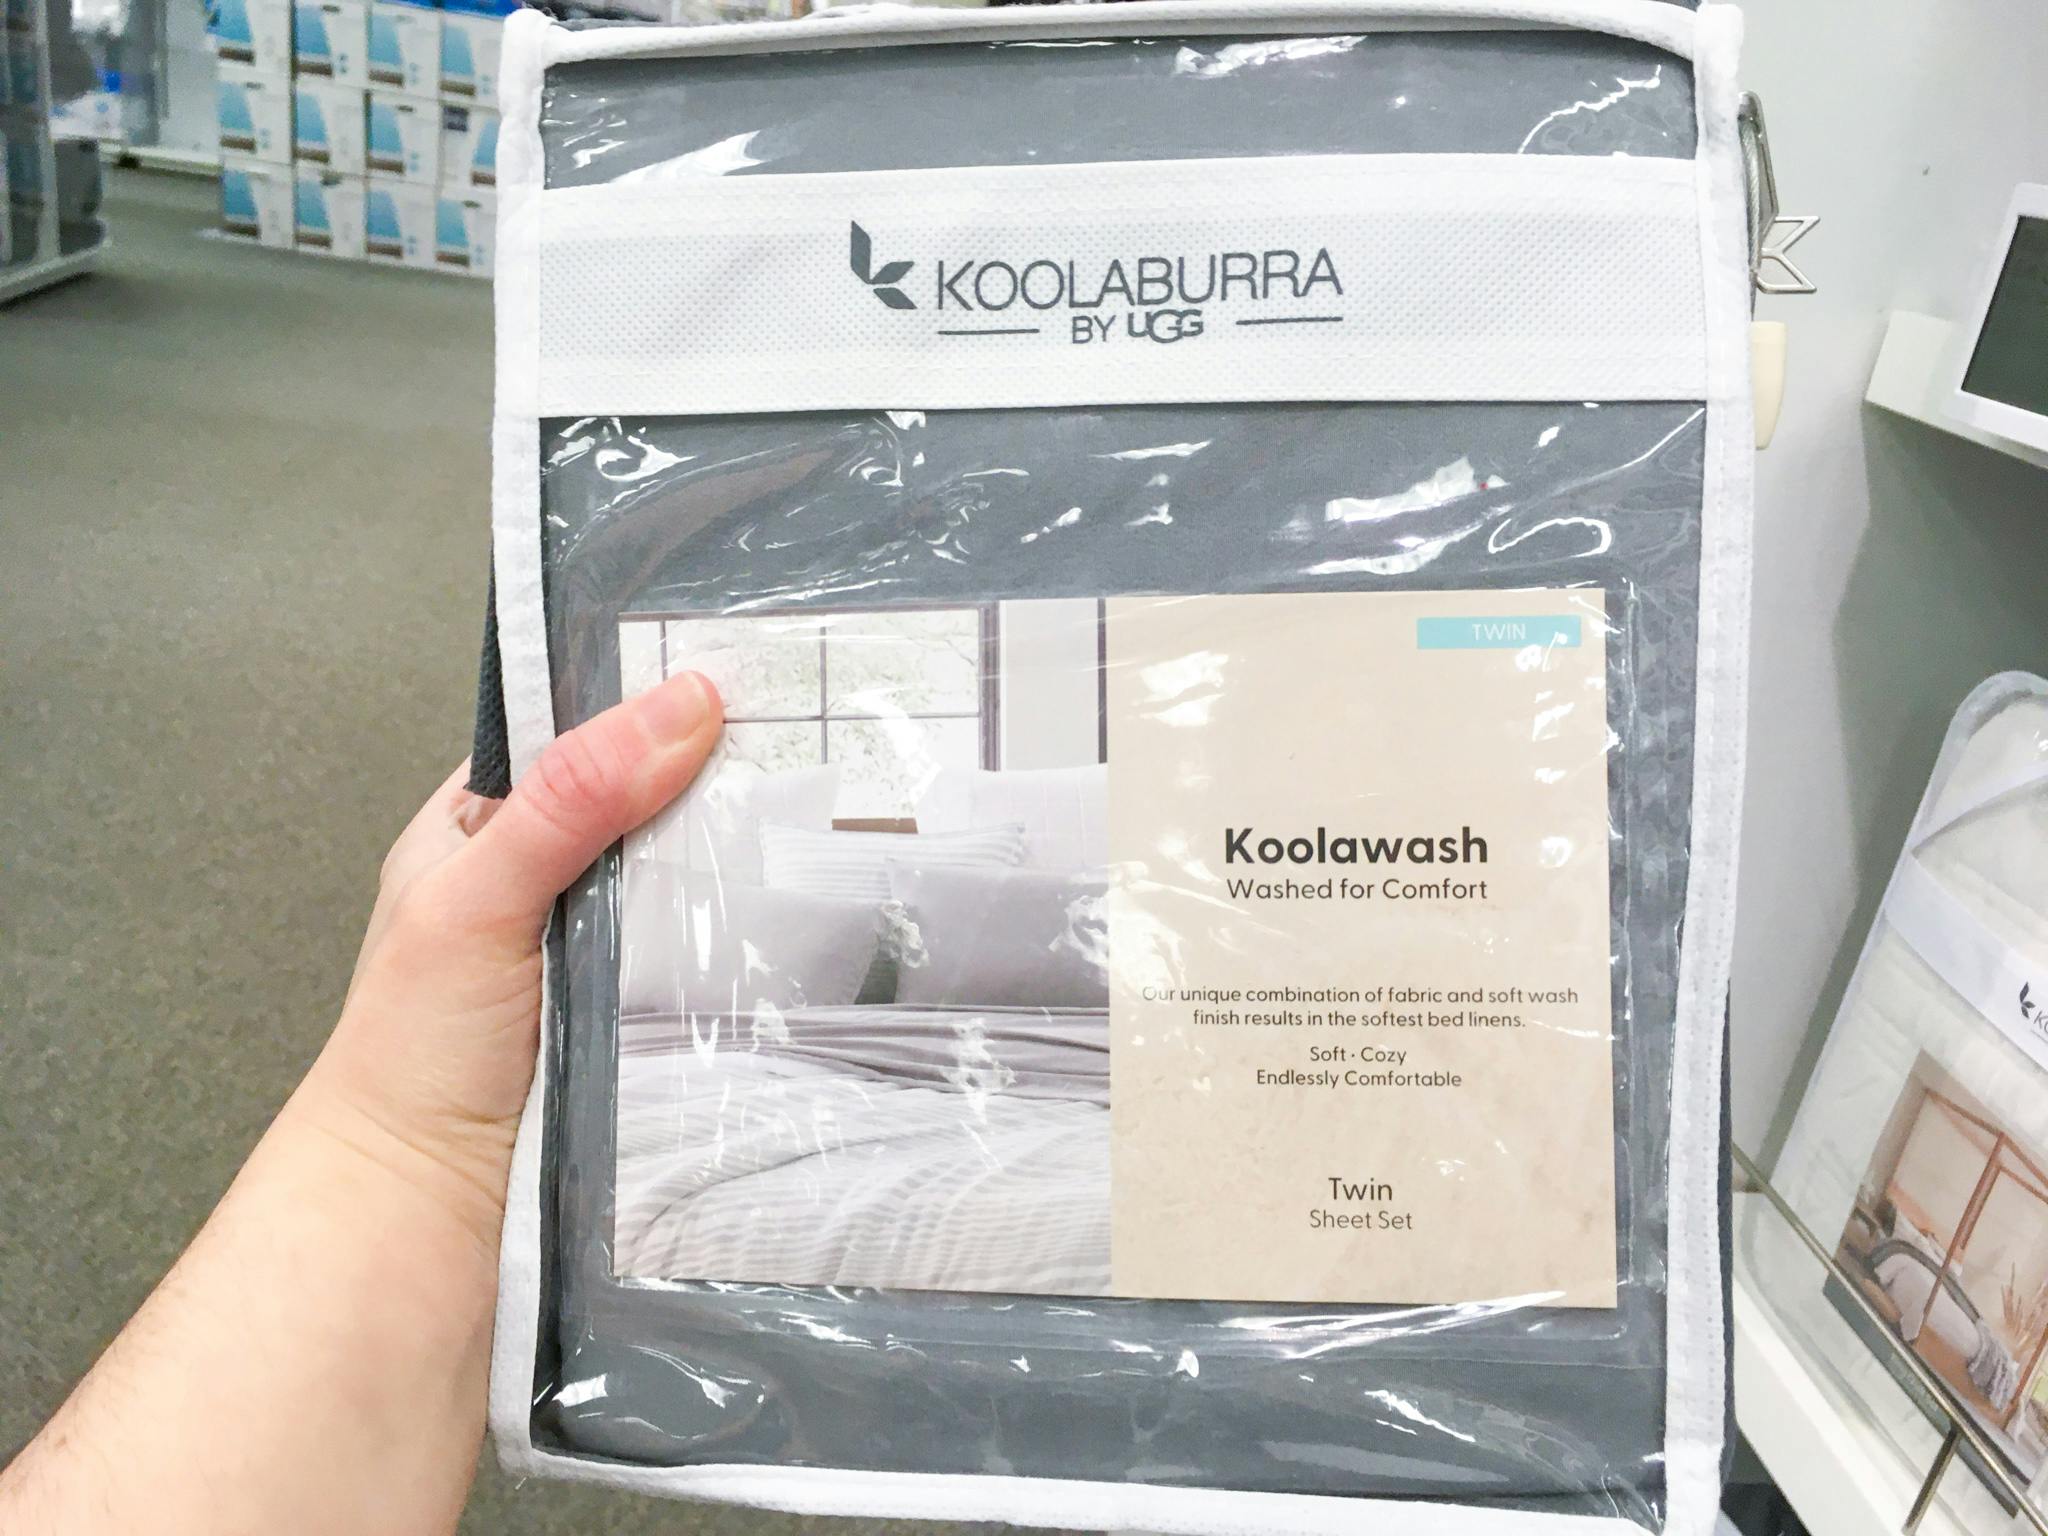 KOOLABURRA
BY UGG
TWIN
Koolawash
Washed for Comfort
Our unique combination of fabric and soft wash
finish results in the softest bed linens.
Soft · Cozy
Endlessly Comfortable
Twin
Sheet Set